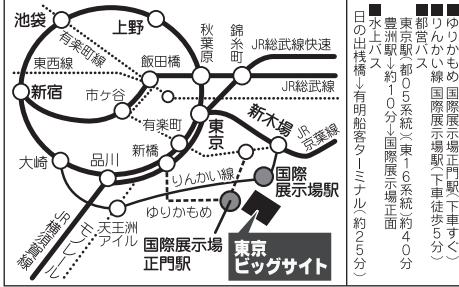 ■ゆりかもめ 国際展示場正門駅(下車すぐ)
■りんかい線 国際展示場駅(下車徒歩5分)
■都営バス
東京駅(都05系統)(東16系統)約40分
豊洲駅→約10分→国際展示場正面
■水上バス
日の出桟橋→有明船客ターミナル(約25分)
池袋
上野
秋葉原
錦糸町
JR総武線快速
有楽町線
東西線
飯田橋
JR総武線
新宿
市ヶ谷
新木場
有楽町
東京
JR京葉線
大崎
品川
新橋
りんかい線
国際展示場駅
ゆりかもめ
天王洲アイル
JR横須賀線
モノレール
国際展示場正門駅
東京ビッグサイト